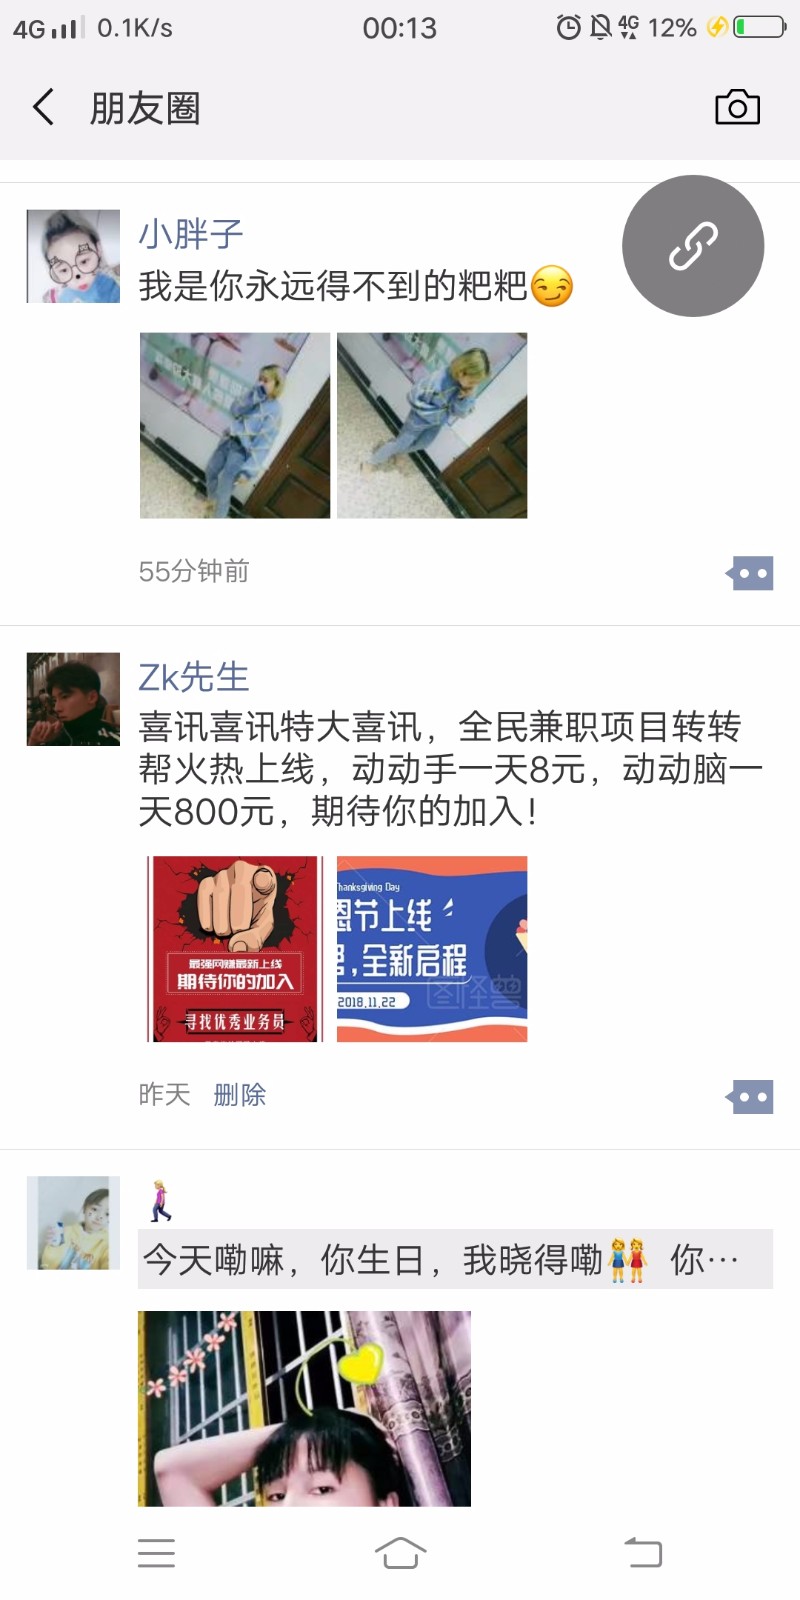 4G 0.1K/s 00:13 4G 12%
朋友圈
小胖子
我是你永远得不到的粑粑
55分钟前
Zk先生
喜讯喜讯特大喜讯，全民兼职项目转转
帮火热上线，动动手一天8元，动动脑一
天800元，期待你的加入！
最强网赚最新上线
期待你的加入
寻找优秀业务员
Thanksgiving Day
恩节上线
，全新启程
2018.11.22
图怪兽
昨天 删除
今天嘞嘛，你生日，我晓得嘞 你…